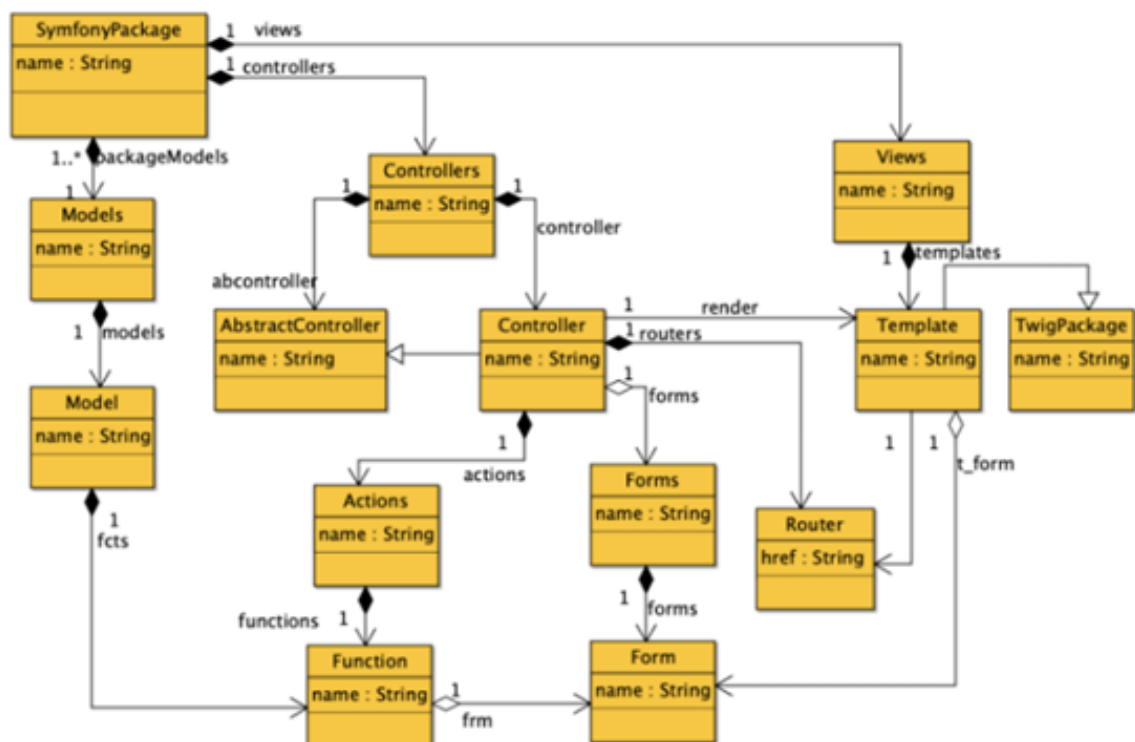 SymfonyPackage
name : String
1
views
1
controllers
1..*
packageModels
1
Models
name : String
1
models
Model
name : String
1
fcts
Controllers
name : String
1
1
controller
abcontroller
AbstractController
name : String
Controller
name : String
1
render
1
routers
1
forms
1
actions
Views
name : String
1
templates
Template
name : String
TwigPackage
name : String
1
1
t_form
Actions
name : String
functions
1
Forms
name : String
1
forms
Router
href : String
Function
name : String
1
frm
Form
name : String